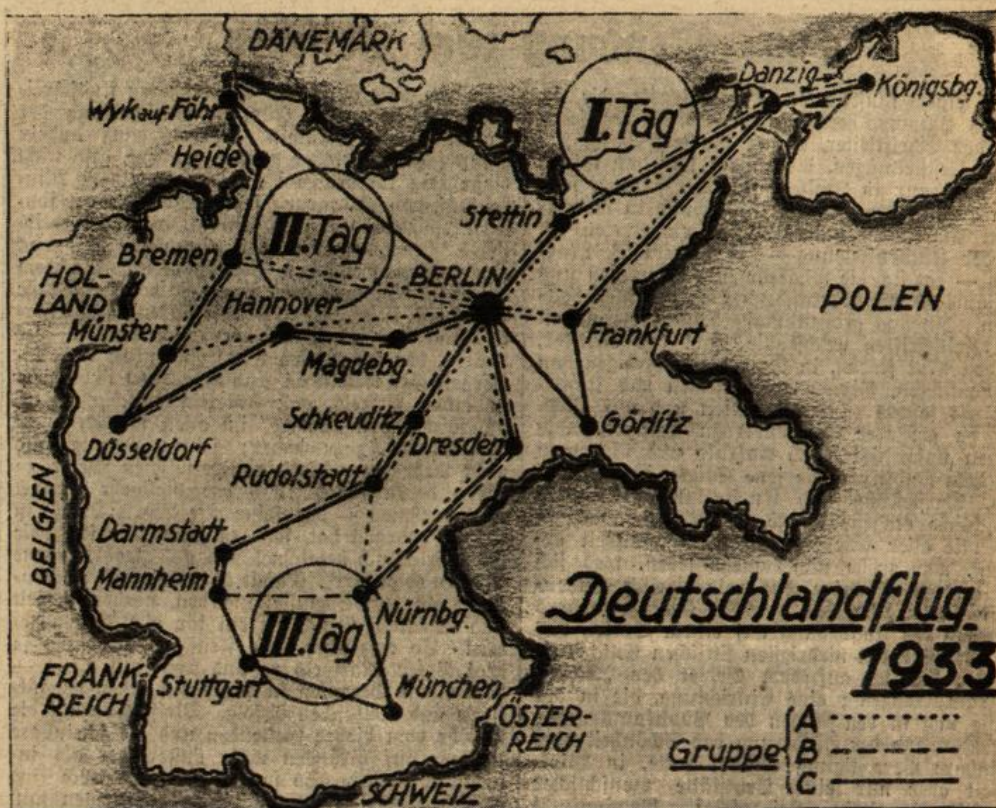 DÄNEMARK
Wyk auf Föhr
Heide
I.Tag
Danzig
Königsbg.
II.Tag
Stettin
Bremen
BERLIN
HOL-
LAND
Hannover
Münster
Magdebg.
Frankfurt
POLEN
Schkeuditz
Dresden
Görlitz
Düsseldorf
Rudolstadt
BELGIEN
Darmstadt
Mannheim
Nürnbg.
III.Tag
FRANK-
REICH
Stuttgart
München
ÖSTER-
REICH
SCHWEIZ
Deutschlandflug
1933
Gruppe
A
B
C